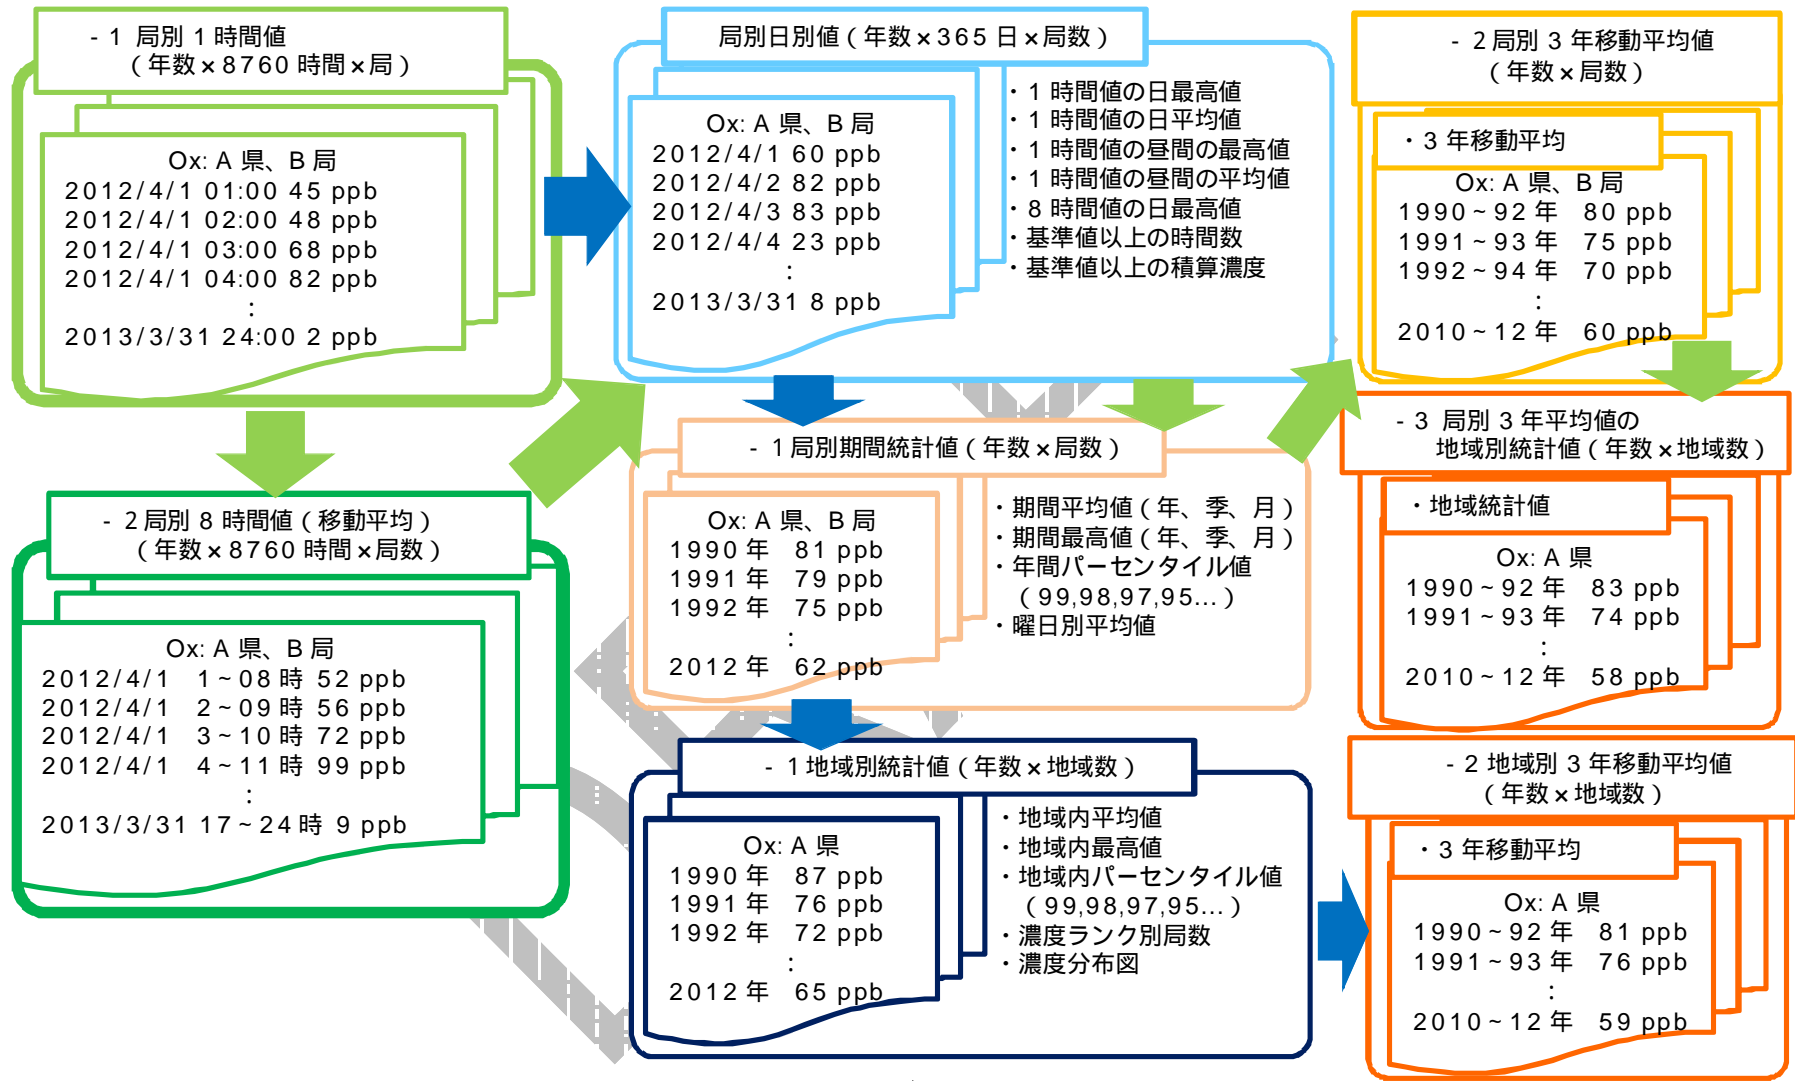 - 1 局別 1 時間値
( 年数×8760 時間×局 )
Ox: A 県、B 局
2012/4/1 01:00 45 ppb
2012/4/1 02:00 48 ppb
2012/4/1 03:00 68 ppb
2012/4/1 04:00 82 ppb
:
2013/3/31 24:00 2 ppb
- 2 局別 8 時間値 ( 移動平均 )
( 年数×8760 時間×局数 )
Ox: A 県、B 局
2012/4/1 1~08 時 52 ppb
2012/4/1 2~09 時 56 ppb
2012/4/1 3~10 時 72 ppb
2012/4/1 4~11 時 99 ppb
:
2013/3/31 17~24 時 9 ppb
局別日別値 ( 年数×365 日×局数 )
Ox: A 県、B 局
2012/4/1 60 ppb
2012/4/2 82 ppb
2012/4/3 83 ppb
2012/4/4 23 ppb
:
2013/3/31 8 ppb
・1 時間値の日最高値
・1 時間値の日平均値
・1 時間値の昼間の最高値
・1 時間値の昼間の平均値
・8 時間値の日最高値
・基準値以上の時間数
・基準値以上の積算濃度
- 1 局別期間統計値 ( 年数×局数 )
Ox: A 県、B 局
1990 年 81 ppb
1991 年 79 ppb
1992 年 75 ppb
:
2012 年 62 ppb
・期間平均値 ( 年、季、月 )
・期間最高値 ( 年、季、月 )
・年間パーセンタイル値
( 99,98,97,95... )
・曜日別平均値
- 1 地域別統計値 ( 年数×地域数 )
Ox: A 県
1990 年 87 ppb
1991 年 76 ppb
1992 年 72 ppb
:
2012 年 65 ppb
・地域内平均値
・地域内最高値
・地域内パーセンタイル値
( 99,98,97,95... )
・濃度ランク別局数
・濃度分布図
- 2 局別 3 年移動平均値
( 年数×局数 )
・3 年移動平均
Ox: A 県、B 局
1990~92 年 80 ppb
1991~93 年 75 ppb
1992~94 年 70 ppb
:
2010~12 年 60 ppb
- 3 局別 3 年平均値の
地域別統計値 ( 年数×地域数 )
・地域統計値
Ox: A 県
1990~92 年 83 ppb
1991~93 年 74 ppb
:
2010~12 年 58 ppb
- 2 地域別 3 年移動平均値
( 年数×地域数 )
・3 年移動平均
Ox: A 県
1990~92 年 81 ppb
1991~93 年 76 ppb
:
2010~12 年 59 ppb